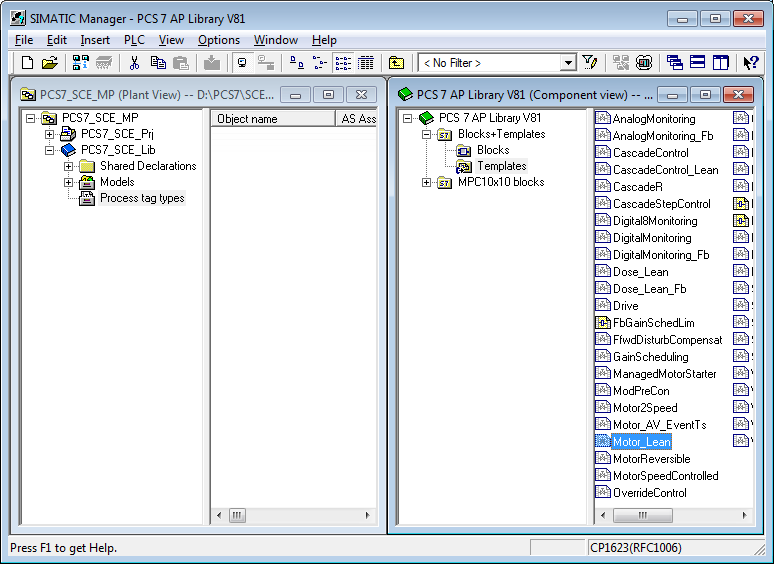 SIMATIC Manager - PCS 7 AP Library V81
File Edit Insert PLC View Options Window Help
< No Filter >
PCS7_SCE_MP (Plant View) -- D:\PCS7\SCE...
PCS7_SCE_MP
PCS7_SCE_Prj
PCS7_SCE_Lib
Shared Declarations
Models
Process tag types
Object name AS Ass
PCS 7 AP Library V81 (Component view) -- ...
PCS 7 AP Library V81
Blocks+Templates
Blocks
Templates
MPC10x10 blocks
AnalogMonitoring
AnalogMonitoring_Fb
CascadeControl
CascadeControl_Lean
CascadeR
CascadeStepControl
Digital8Monitoring
DigitalMonitoring
DigitalMonitoring_Fb
Dose_Lean
Dose_Lean_Fb
Drive
FbGainSchedLim
FfwdDisturbCompensat
GainScheduling
ManagedMotorStarter
ModPreCon
Motor2Speed
Motor_AV_EventTs
Motor_Lean
MotorReversible
MotorSpeedControlled
OverrideControl
Press F1 to get Help.
CP1623(RFC1006)